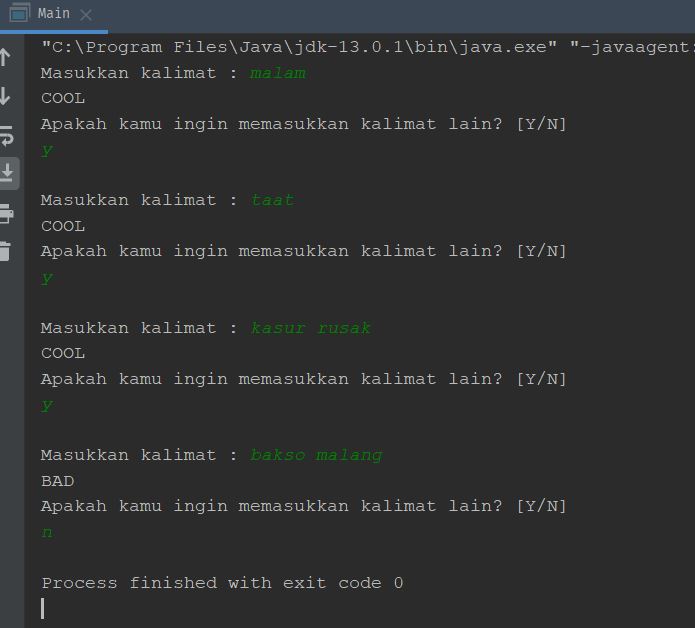 Main
"C:\Program Files\Java\jdk-13.0.1\bin\java.exe" "-javaagent:
Masukkan kalimat : malam
COOL
Apakah kamu ingin memasukkan kalimat lain? [Y/N]
y
Masukkan kalimat : taat
COOL
Apakah kamu ingin memasukkan kalimat lain? [Y/N]
y
Masukkan kalimat : kasur rusak
COOL
Apakah kamu ingin memasukkan kalimat lain? [Y/N]
y
Masukkan kalimat : bakso malang
BAD
Apakah kamu ingin memasukkan kalimat lain? [Y/N]
n
Process finished with exit code 0